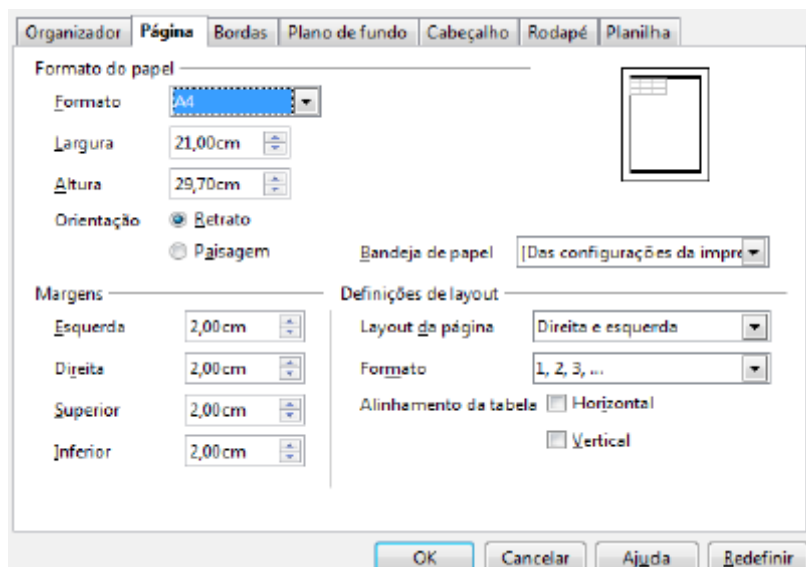 Organizador Página Bordas Plano de fundo Cabeçalho Rodapé Planilha
Formato do papel
Formato A4
Largura 21,00cm
Altura 29,70cm
Orientação Retrato
Paisagem
Bandeja de papel [Das configurações da impre
Margens
Esquerda 2,00cm
Direita 2,00cm
Superior 2,00cm
Inferior 2,00cm
Definições de layout
Layout da página Direita e esquerda
Formato 1, 2, 3, ...
Alinhamento da tabela Horizontal
Vertical
OK Cancelar Ajuda Redefinir